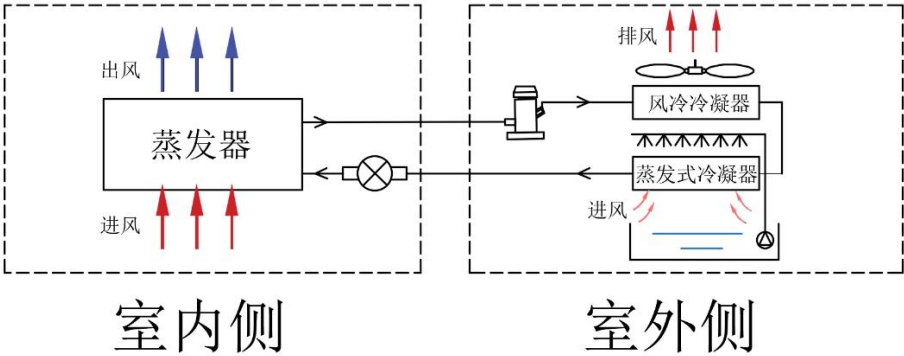 出风
蒸发器
进风
室内侧
排风
风冷冷凝器
蒸发式冷凝器
进风
室外侧